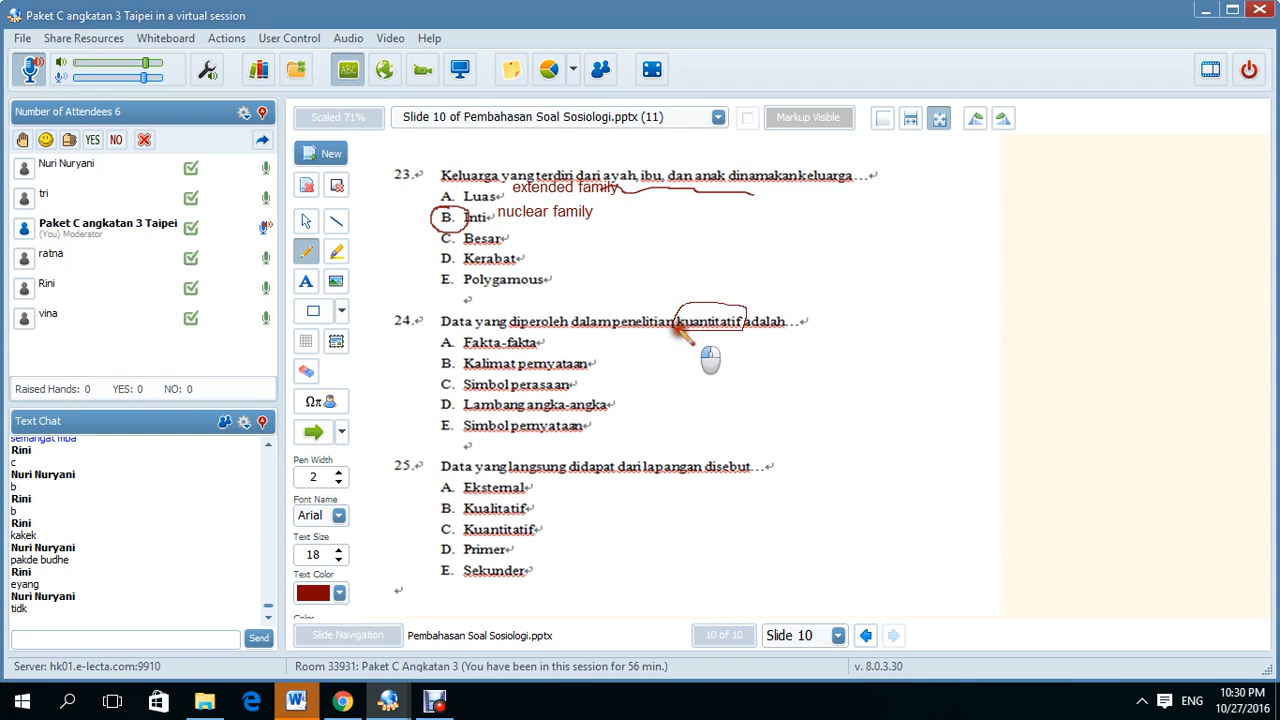 Paket C angkatan 3 Taipei in a virtual session
File Share Resources Whiteboard Actions User Control Audio Video Help
ABC
Number of Attendees 6
YES NO
Nuri Nuryani
tri
Paket C angkatan 3 Taipei
(You) Moderator
ratna
Rini
vina
Raised Hands: 0 YES: 0 NO: 0
Text Chat
semangat mba
Rini
c
Nuri Nuryani
b
Rini
b
Rini
kakek
Nuri Nuryani
pakde budhe
Rini
eyang
Nuri Nuryani
tidk
Send
Scaled 71%
Slide 10 of Pembahasan Soal Sosiologi.pptx (11)
Markup Visible
New
Ωπ
Pen Width
2
Font Name
Arial
Text Size
18
Text Color
Color
23. Keluarga yang terdiri dari ayah, ibu, dan anak dinamakan keluarga…
extended family
A. Luas
B. Inti nuclear family
C. Besar
D. Kerabat
E. Polygamous
24. Data yang diperoleh dalam penelitian kuantitatif adalah…
A. Fakta-fakta
B. Kalimat pernyataan
C. Simbol perasaan
D. Lambang angka-angka
E. Simbol pernyataan
25. Data yang langsung didapat dari lapangan disebut…
A. Eksternal
B. Kualitatif
C. Kuantitatif
D. Primer
E. Sekunder
Slide Navigation
Pembahasan Soal Sosiologi.pptx
10 of 10
Slide 10
Server: hk01.e-lecta.com:9910
Room 33931: Paket C Angkatan 3 (You have been in this session for 56 min.)
v. 8.0.3.30
ENG
10:30 PM
10/27/2016